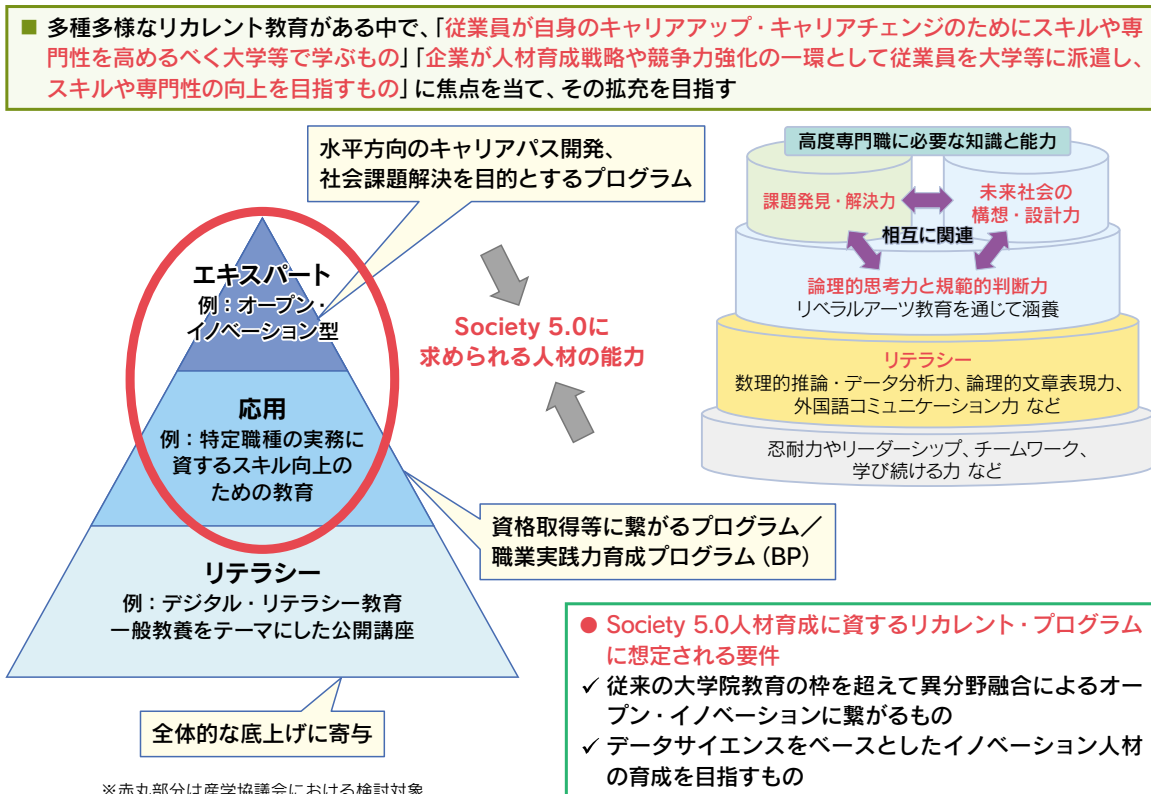 ■ 多種多様なリカレント教育がある中で、「従業員が自身のキャリアアップ・キャリアチェンジのためにスキルや専
門性を高めるべく大学等で学ぶもの」「企業が人材育成戦略や競争力強化の一環として従業員を大学等に派遣し、
スキルや専門性の向上を目指すもの」に焦点を当て、その拡充を目指す
水平方向のキャリアパス開発、
社会課題解決を目的とするプログラム
エキスパート
例：オープン・
イノベーション型
応用
例：特定職種の実務に
資するスキル向上の
ための教育
リテラシー
例：デジタル・リテラシー教育
一般教養をテーマにした公開講座
全体的な底上げに寄与
※赤丸部分は産学協議会における検討対象
Society 5.0に
求められる人材の能力
資格取得等に繋がるプログラム／
職業実践力育成プログラム（BP）
高度専門職に必要な知識と能力
課題発見・解決力
未来社会の
構想・設計力
相互に関連
論理的思考力と規範的判断力
リベラルアーツ教育を通じて涵養
リテラシー
数理的推論・データ分析力、論理的文章表現力、
外国語コミュニケーション力 など
忍耐力やリーダーシップ、チームワーク、
学び続ける力 など
● Society 5.0人材育成に資するリカレント・プログラム
に想定される要件
✓ 従来の大学院教育の枠を超えて異分野融合によるオー
プン・イノベーションに繋がるもの
✓ データサイエンスをベースとしたイノベーション人材
の育成を目指すもの